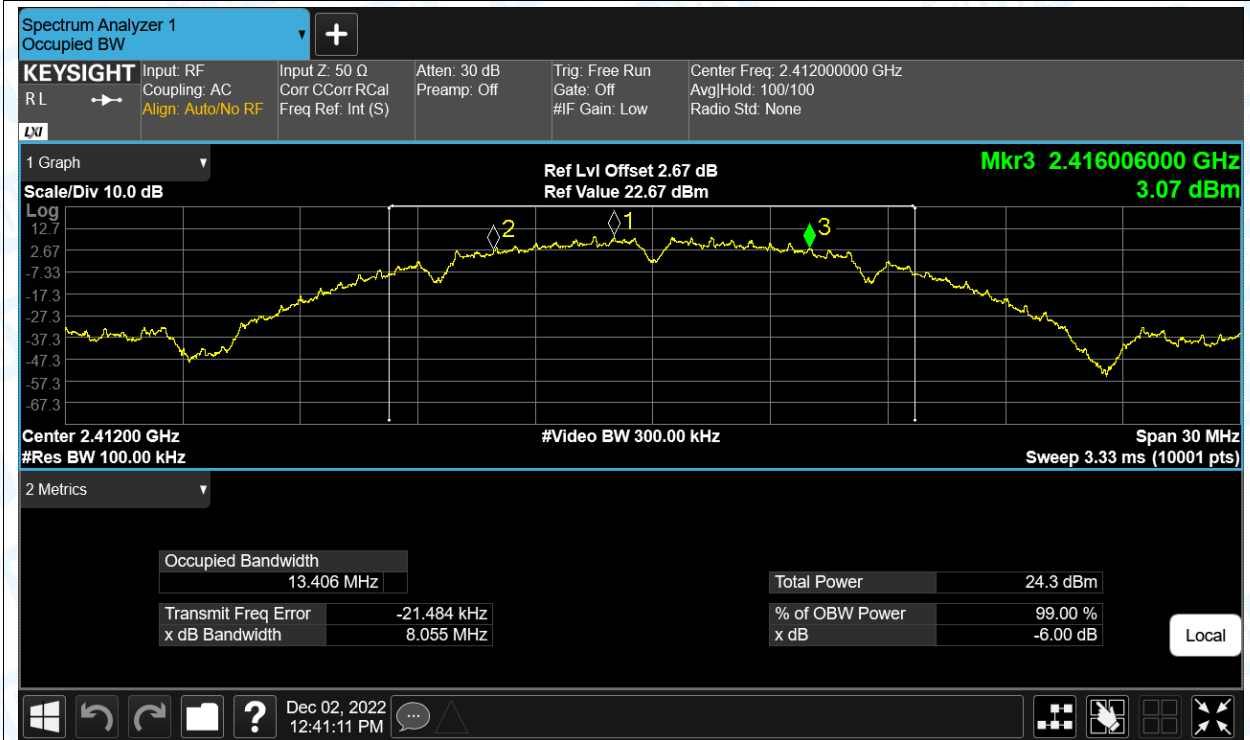 Spectrum Analyzer 1
Occupied BW
KEYSIGHT
R L
LXI
Input: RF
Coupling: AC
Align: Auto/No RF
Input Z: 50 Ω
Corr CCorr RCal
Freq Ref: Int (S)
Atten: 30 dB
Preamp: Off
Trig: Free Run
Gate: Off
#IF Gain: Low
Center Freq: 2.412000000 GHz
Avg|Hold: 100/100
Radio Std: None
1 Graph
Scale/Div 10.0 dB
Ref Lvl Offset 2.67 dB
Ref Value 22.67 dBm
Mkr3 2.416006000 GHz
3.07 dBm
Log
12.7
2.67
-7.33
-17.3
-27.3
-37.3
-47.3
-57.3
-67.3
2
1
3
Center 2.41200 GHz
#Video BW 300.00 kHz
Span 30 MHz
#Res BW 100.00 kHz
Sweep 3.33 ms (10001 pts)
2 Metrics
Occupied Bandwidth
13.406 MHz
Total Power 24.3 dBm
Transmit Freq Error -21.484 kHz
% of OBW Power 99.00 %
x dB Bandwidth 8.055 MHz
x dB -6.00 dB
Local
?
Dec 02, 2022
12:41:11 PM